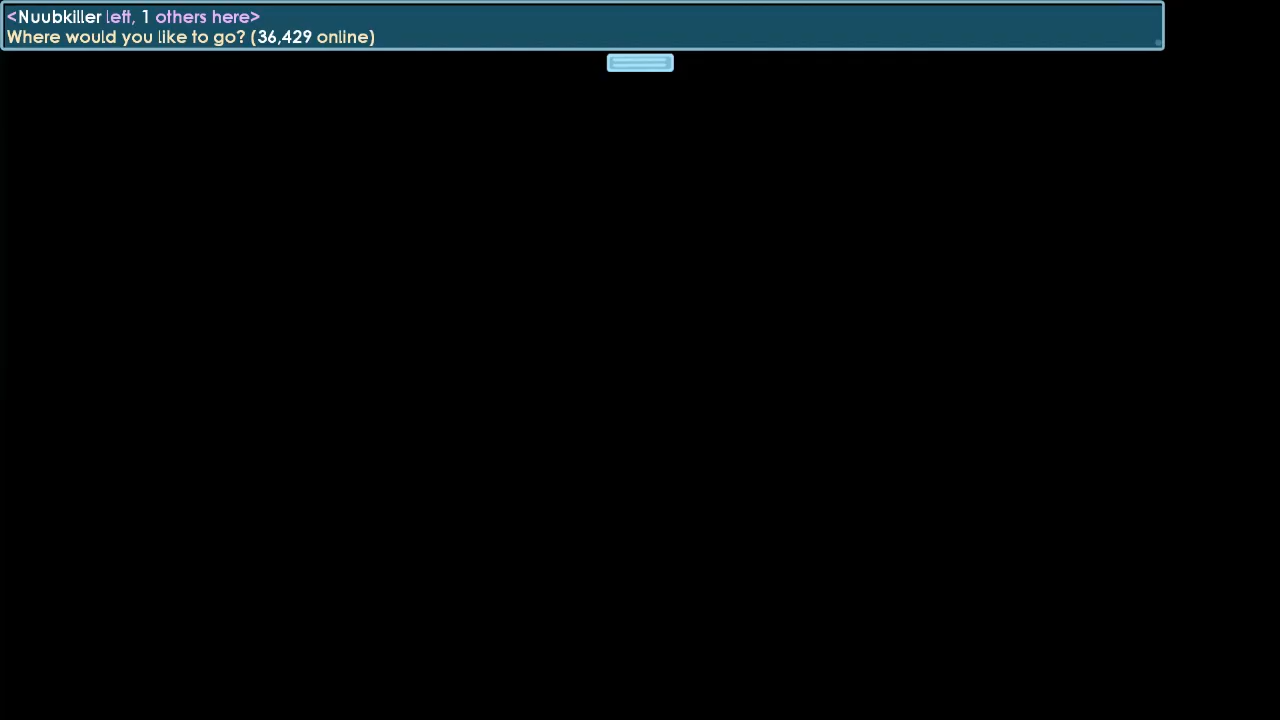 <Nuubkiller left, 1 others here>
Where would you like to go? (36,429 online)